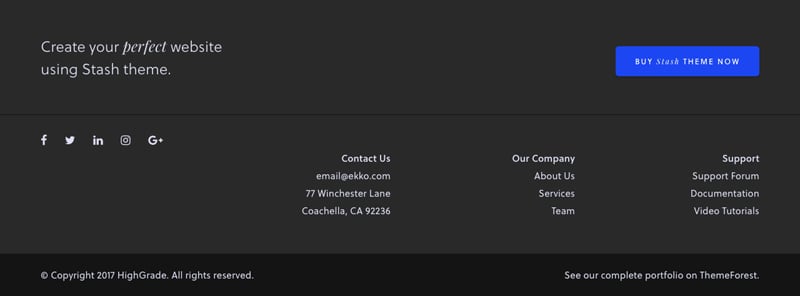 Create your perfect website
using Stash theme.
BUY Stash THEME NOW
Contact Us
email@ekko.com
77 Winchester Lane
Coachella, CA 92236
Our Company
About Us
Services
Team
Support
Support Forum
Documentation
Video Tutorials
© Copyright 2017 HighGrade. All rights reserved.
See our complete portfolio on ThemeForest.